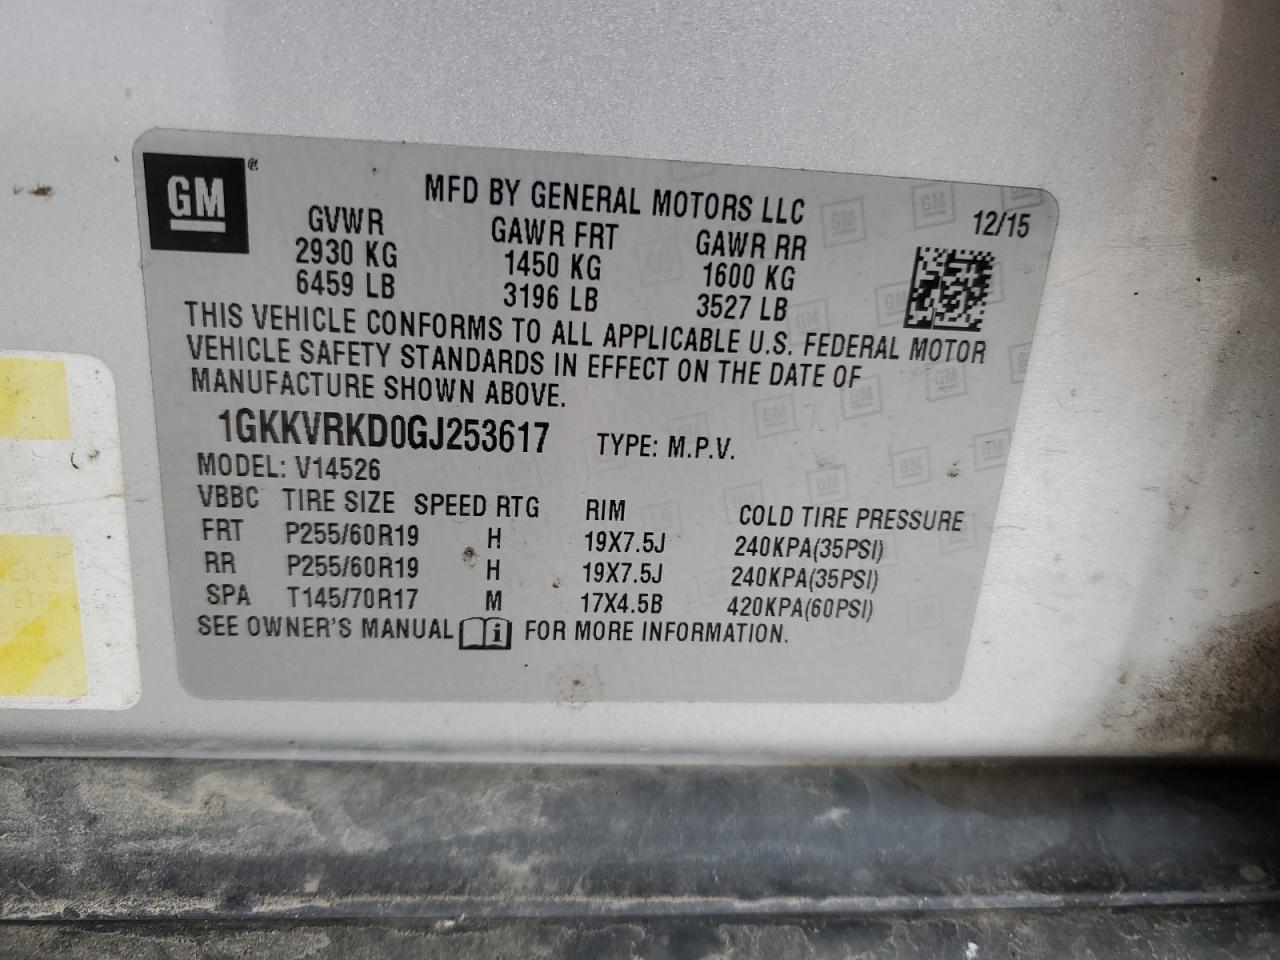 GM ®
MFD BY GENERAL MOTORS LLC
12/15
GVWR GAWR FRT GAWR RR
2930 KG 1450 KG 1600 KG
6459 LB 3196 LB 3527 LB
THIS VEHICLE CONFORMS TO ALL APPLICABLE U.S. FEDERAL MOTOR
VEHICLE SAFETY STANDARDS IN EFFECT ON THE DATE OF
MANUFACTURE SHOWN ABOVE.
1GKKVRKD0GJ253617 TYPE: M.P.V.
MODEL: V14526
VBBC TIRE SIZE SPEED RTG RIM COLD TIRE PRESSURE
FRT P255/60R19 H 19X7.5J 240KPA(35PSI)
RR P255/60R19 H 19X7.5J 240KPA(35PSI)
SPA T145/70R17 M 17X4.5B 420KPA(60PSI)
SEE OWNER'S MANUAL i FOR MORE INFORMATION.